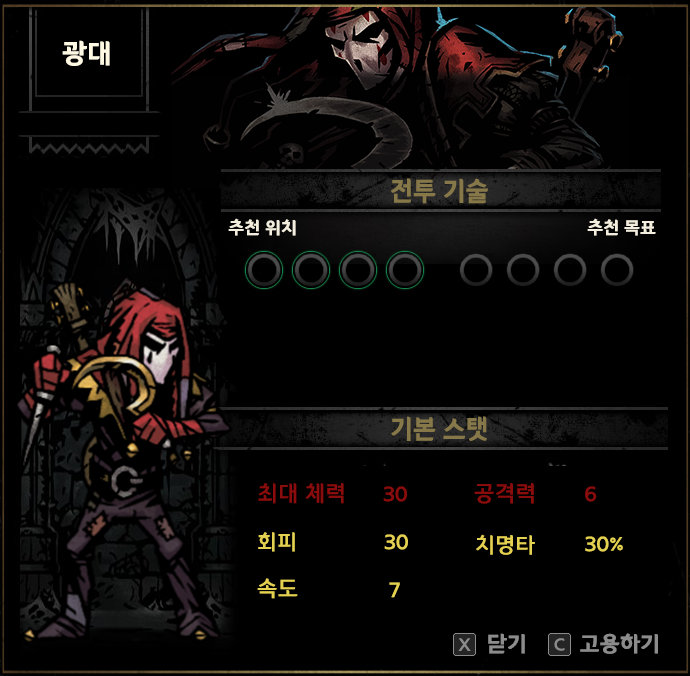 광대
전투 기술
추천 위치 추천 목표
기본 스탯
최대 체력 30 공격력 6
회피 30 치명타 30%
속도 7
X 닫기 C 고용하기